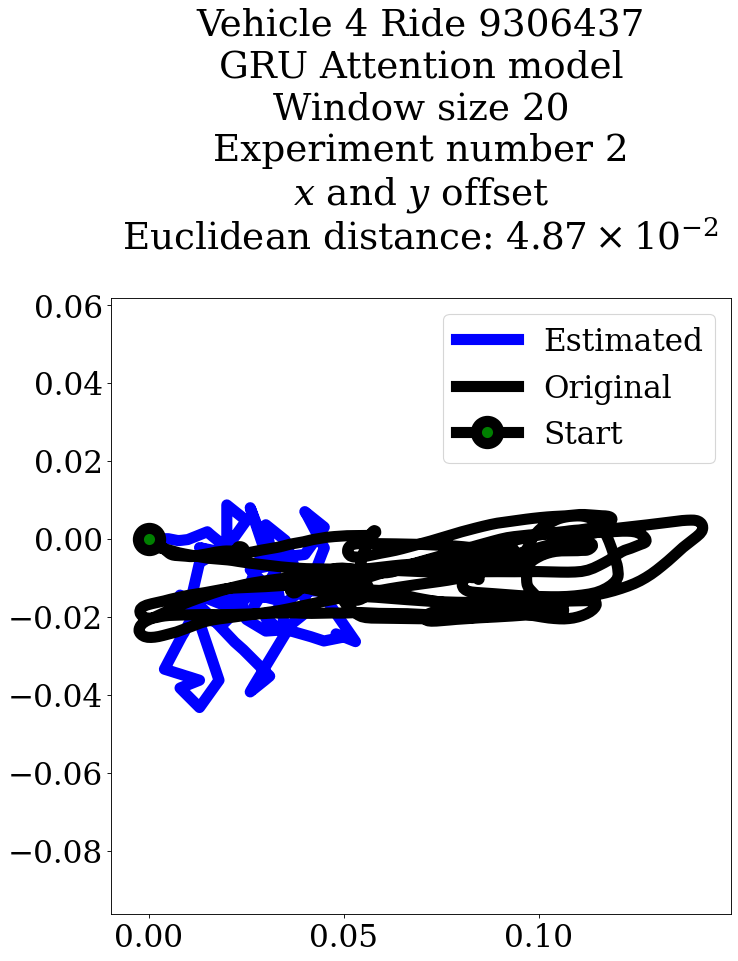 Vehicle 4 Ride 9306437
GRU Attention model
Window size 20
Experiment number 2
x and y offset
Euclidean distance: 4.87 × 10⁻²
0.06
0.04
0.02
0.00
−0.02
−0.04
−0.06
−0.08
Estimated
Original
Start
0.00 0.05 0.10